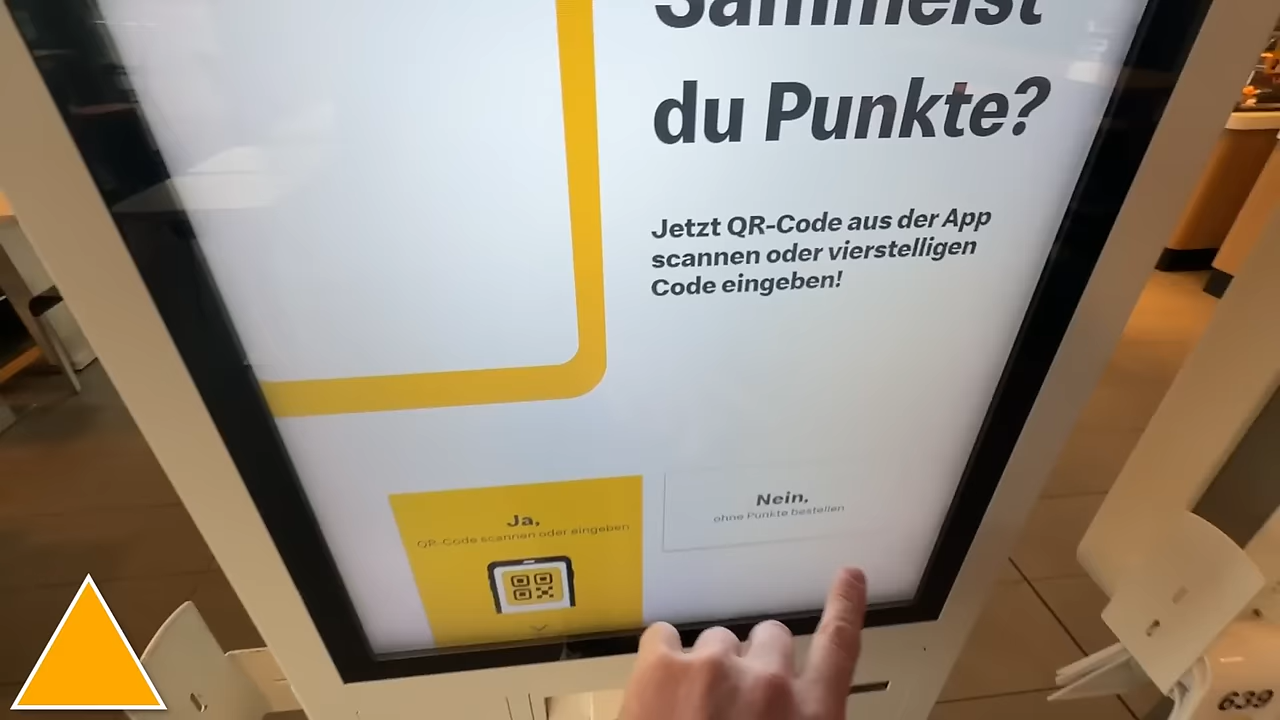 Sammelst
du Punkte?
Jetzt QR-Code aus der App
scannen oder vierstelligen
Code eingeben!
Nein,
ohne Punkte bestellen
Ja,
QR-Code scannen oder eingeben
639